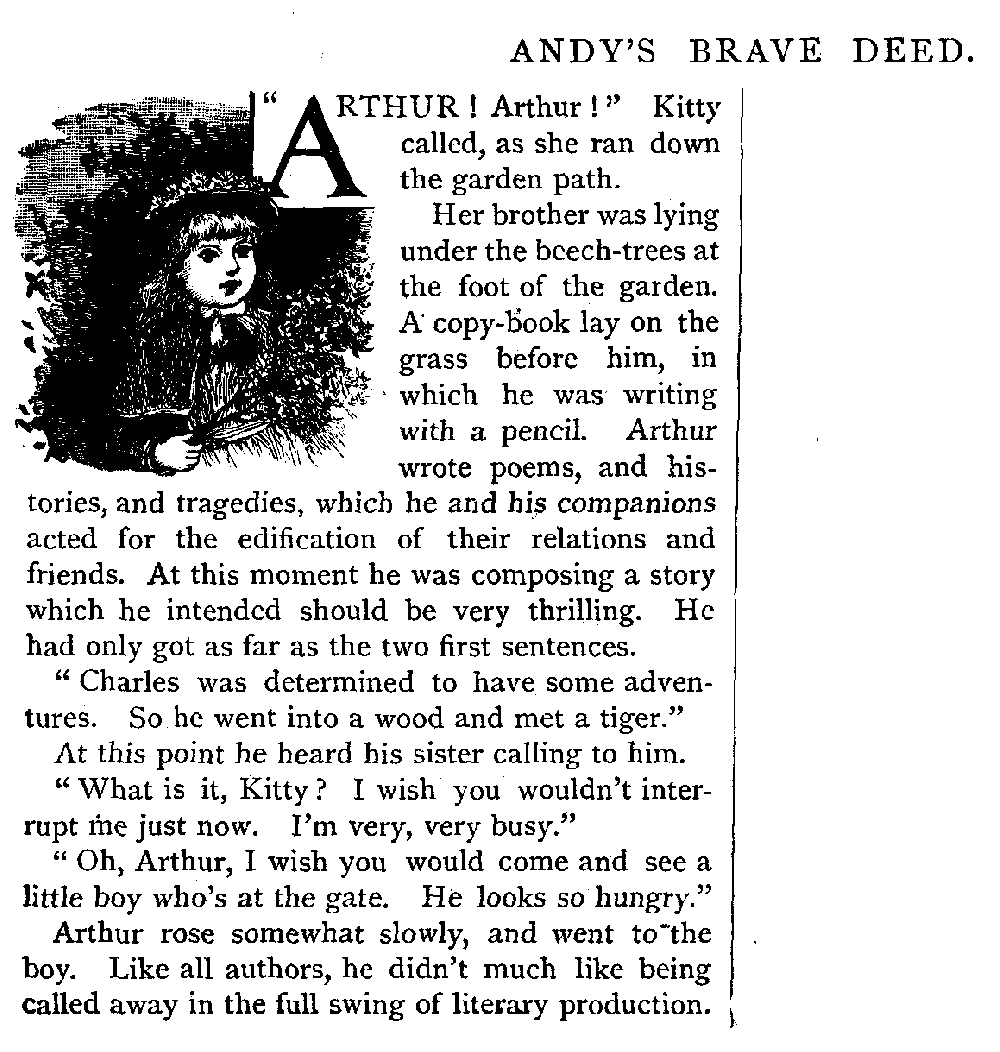 ANDY'S BRAVE DEED.
"ARTHUR! Arthur!" Kitty
called, as she ran down
the garden path.
Her brother was lying
under the beech-trees at
the foot of the garden.
A copy-book lay on the
grass before him, in
which he was writing
with a pencil. Arthur
wrote poems, and his-
tories, and tragedies, which he and his companions
acted for the edification of their relations and
friends. At this moment he was composing a story
which he intended should be very thrilling. He
had only got as far as the two first sentences.
"Charles was determined to have some adven-
tures. So he went into a wood and met a tiger."
At this point he heard his sister calling to him.
"What is it, Kitty? I wish you wouldn't inter-
rupt me just now. I'm very, very busy."
"Oh, Arthur, I wish you would come and see a
little boy who's at the gate. He looks so hungry."
Arthur rose somewhat slowly, and went to the
boy. Like all authors, he didn't much like being
called away in the full swing of literary production.